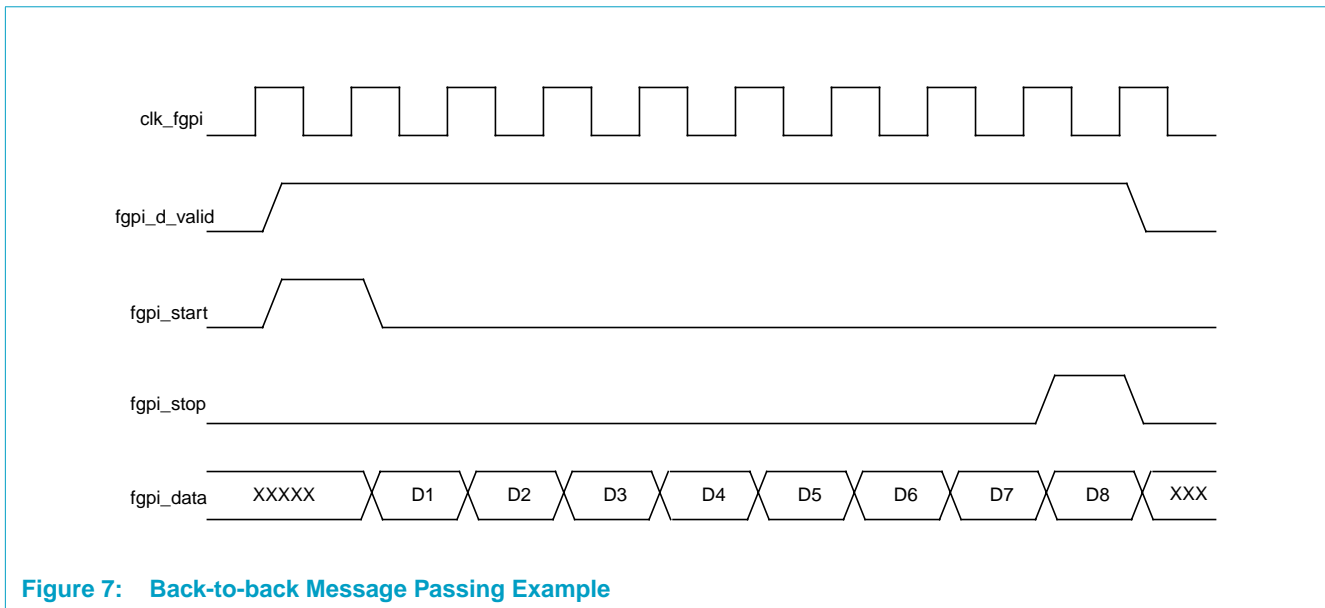 clk_fgpi
fgpi_d_valid
fgpi_start
fgpi_stop
fgpi_data XXXXX D1 D2 D3 D4 D5 D6 D7 D8 XXX
Figure 7: Back-to-back Message Passing Example